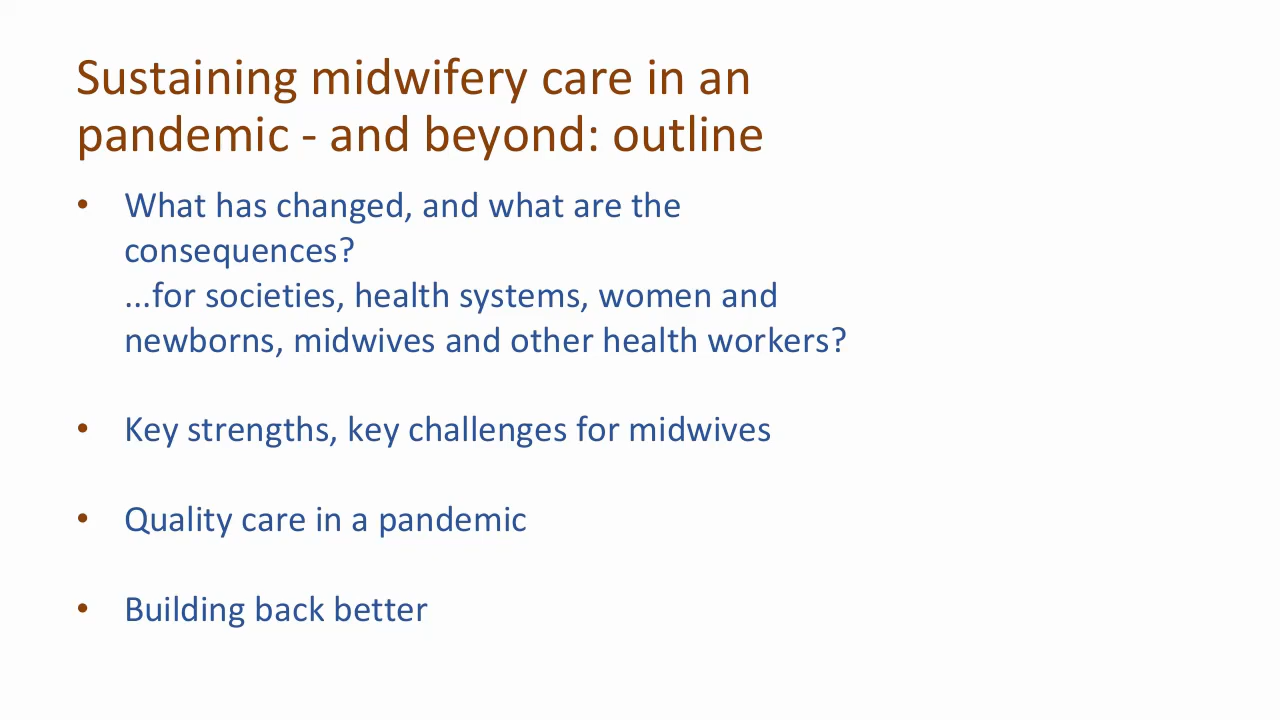 Sustaining midwifery care in an
pandemic - and beyond: outline
• What has changed, and what are the
consequences?
...for societies, health systems, women and
newborns, midwives and other health workers?
• Key strengths, key challenges for midwives
• Quality care in a pandemic
• Building back better